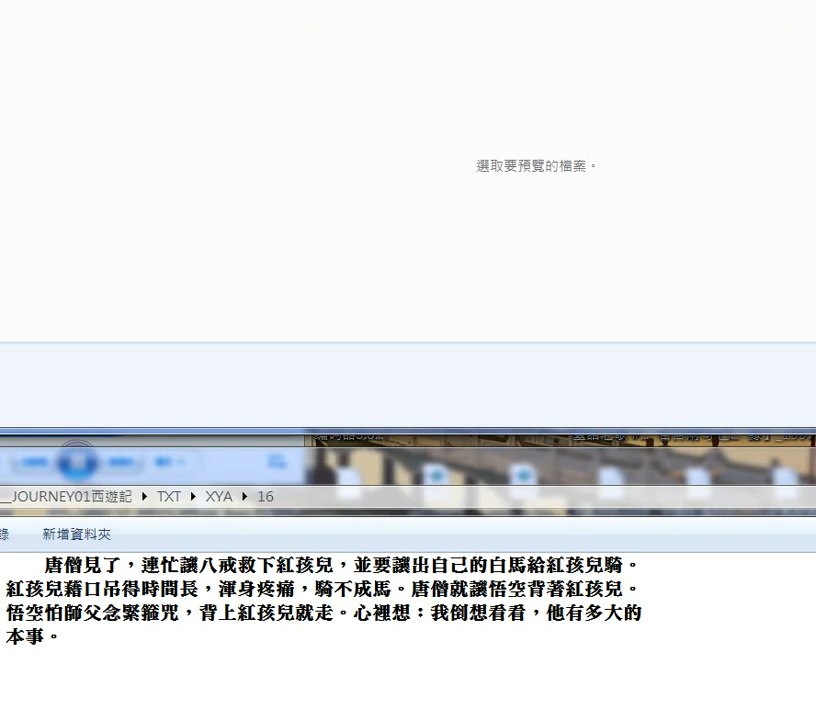 選取要預覽的檔案。
__JOURNEY01西遊記 ▶ TXT ▶ XYA ▶ 16
錄 新增資料夾
唐僧見了，連忙讓八戒救下紅孩兒，並要讓出自己的白馬給紅孩兒騎。
紅孩兒藉口吊得時間長，渾身疼痛，騎不成馬。唐僧就讓悟空背著紅孩兒。
悟空怕師父念緊箍咒，背上紅孩兒就走。心裡想：我倒想看看，他有多大的
本事。